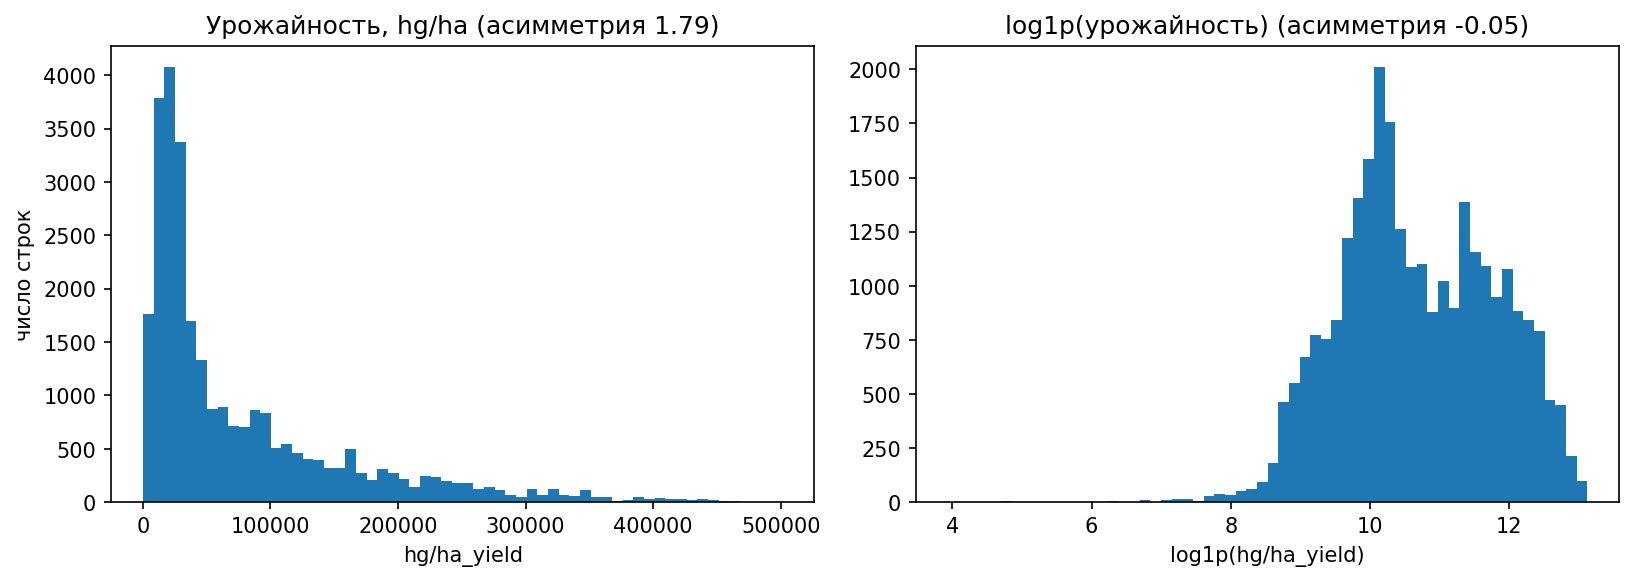 Урожайность, hg/ha (асимметрия 1.79)
число строк
4000
3500
3000
2500
2000
1500
1000
500
0
0 100000 200000 300000 400000 500000
hg/ha_yield
log1p(урожайность) (асимметрия -0.05)
2000
1750
1500
1250
1000
750
500
250
0
4 6 8 10 12
log1p(hg/ha_yield)